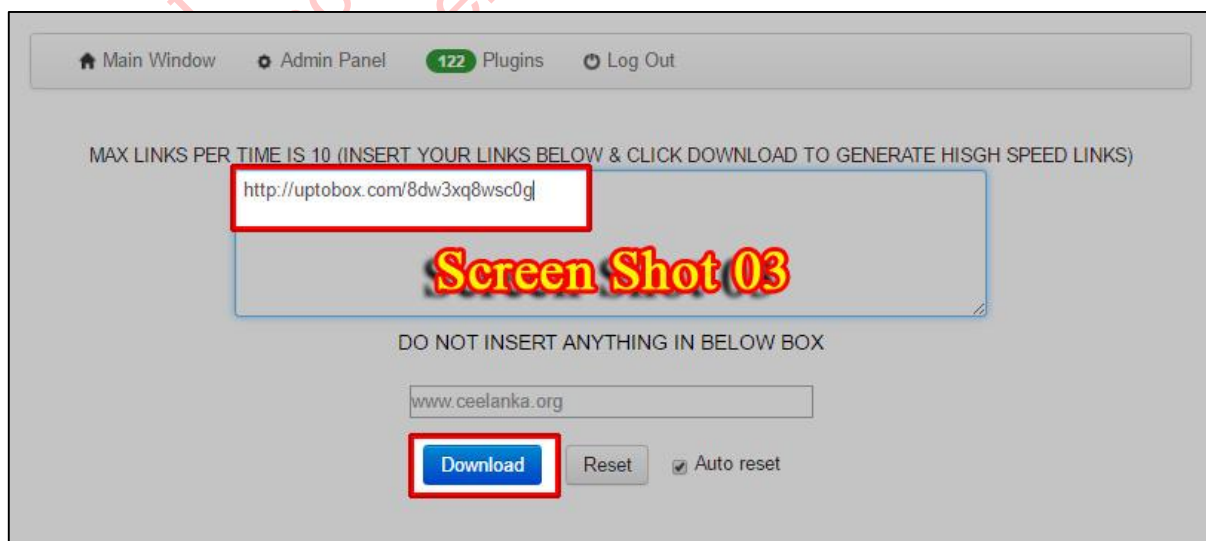 Main Window Admin Panel 122 Plugins Log Out
MAX LINKS PER TIME IS 10 (INSERT YOUR LINKS BELOW & CLICK DOWNLOAD TO GENERATE HISGH SPEED LINKS)
http://uptobox.com/8dw3xq8wsc0g
Screen Shot 03
DO NOT INSERT ANYTHING IN BELOW BOX
www.ceelanka.org
Download Reset Auto reset